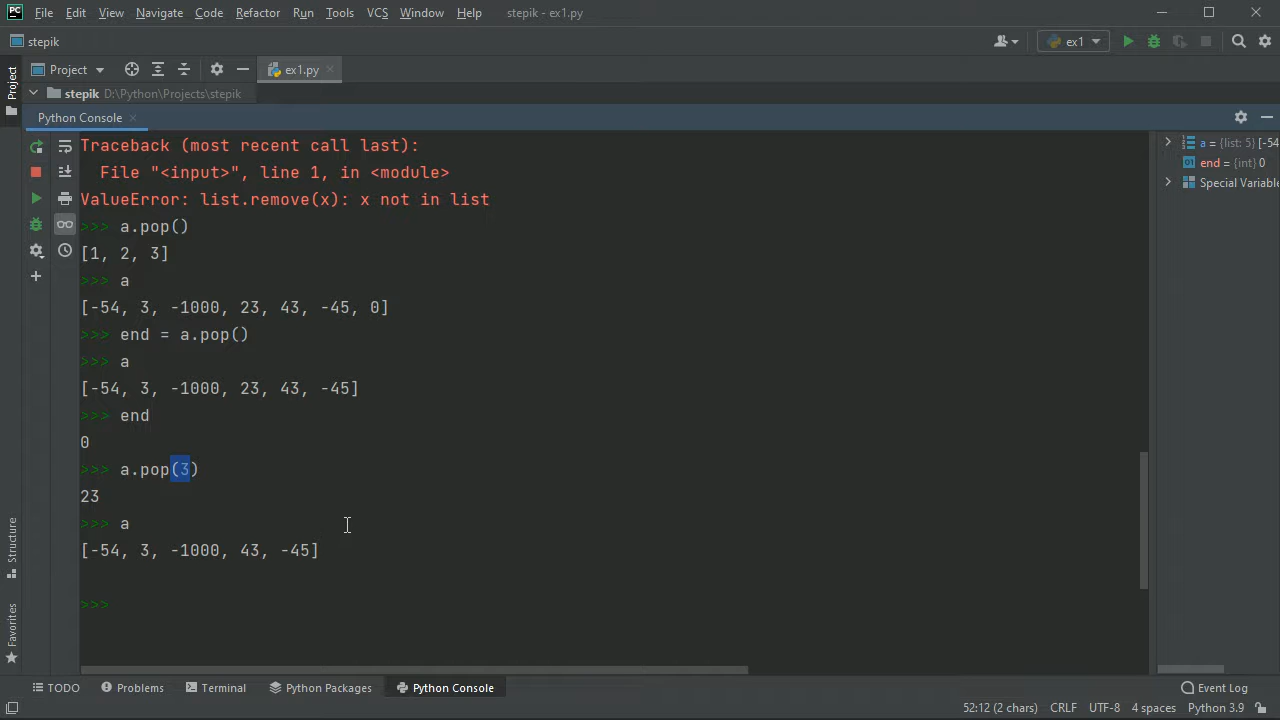 PC File Edit View Navigate Code Refactor Run Tools VCS Window Help stepik - ex1.py
stepik ex1
Project ex1.py
stepik D:\Python\Projects\stepik
Project
Python Console
Traceback (most recent call last):
  File "<input>", line 1, in <module>
ValueError: list.remove(x): x not in list
>>> a.pop()
[1, 2, 3]
>>> a
[-54, 3, -1000, 23, 43, -45, 0]
>>> end = a.pop()
>>> a
[-54, 3, -1000, 23, 43, -45]
>>> end
0
>>> a.pop(3)
23
>>> a
[-54, 3, -1000, 43, -45]
>>>
a = {list: 5} [-54
end = {int} 0
Special Variable
Structure
Favorites
TODO Problems Terminal Python Packages Python Console Event Log
52:12 (2 chars) CRLF UTF-8 4 spaces Python 3.9